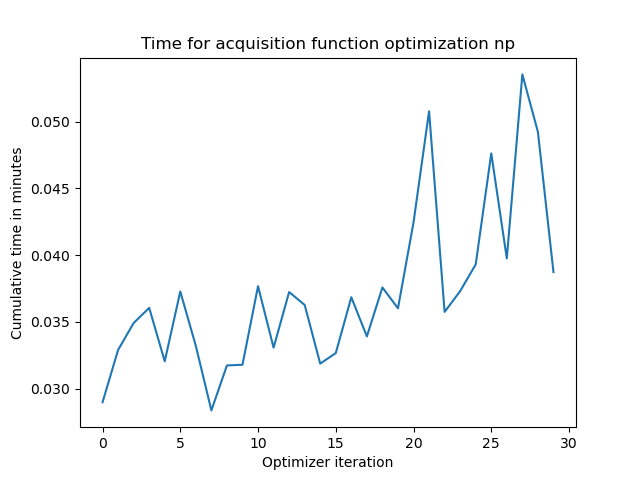 Time for acquisition function optimization np
Cumulative time in minutes
0.050
0.045
0.040
0.035
0.030
0 5 10 15 20 25 30
Optimizer iteration